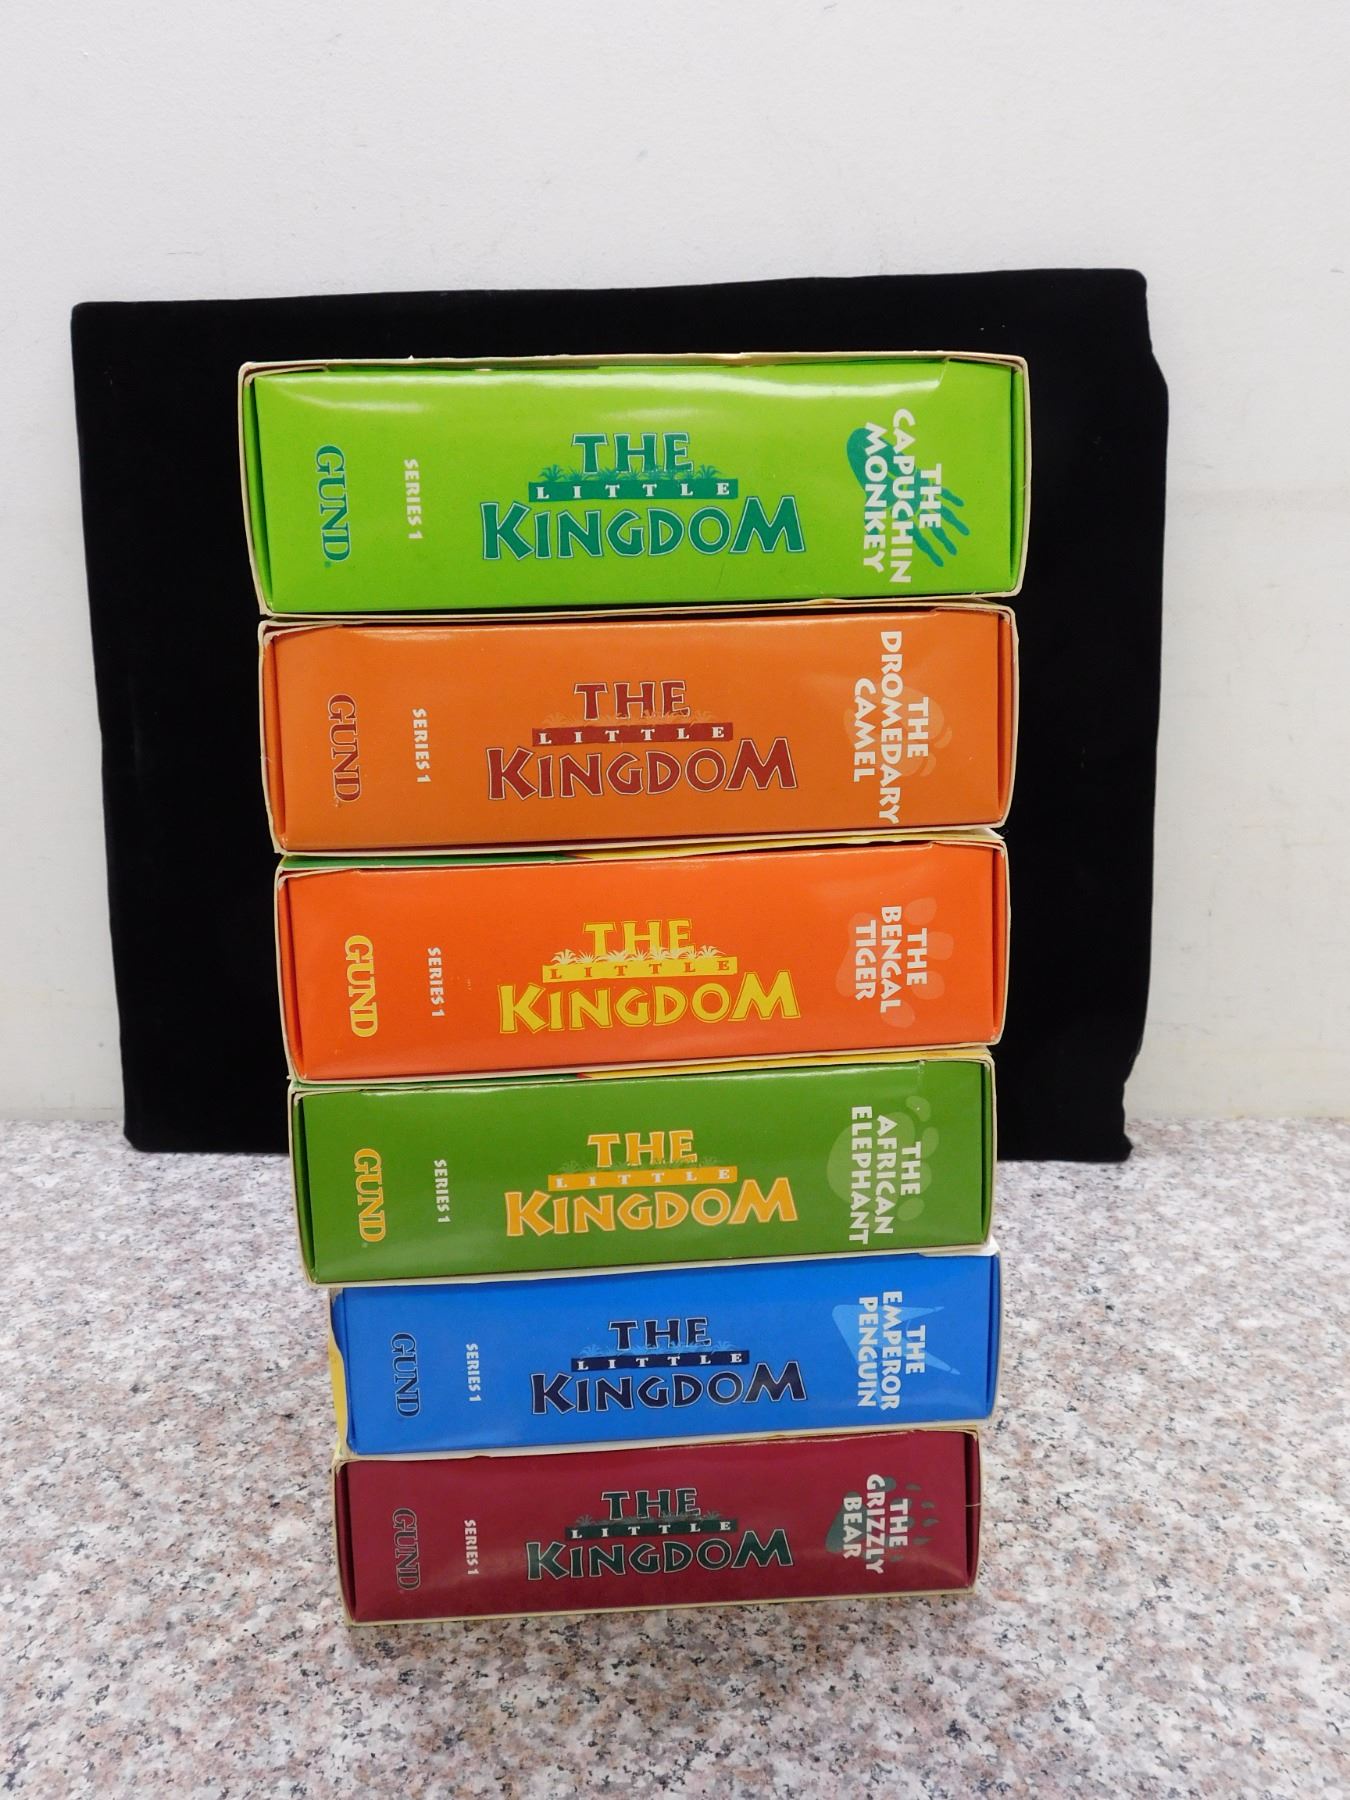 THE
LITTLE
KINGDOM
GUND
SERIES 1
THE
CAPUCHIN
MONKEY
THE
LITTLE
KINGDOM
GUND
SERIES 1
THE
DROMEDARY
CAMEL
THE
LITTLE
KINGDOM
GUND
SERIES 1
THE
BENGAL
TIGER
THE
LITTLE
KINGDOM
GUND
SERIES 1
THE
AFRICAN
ELEPHANT
THE
LITTLE
KINGDOM
GUND
SERIES 1
THE
EMPEROR
PENGUIN
THE
LITTLE
KINGDOM
GUND
SERIES 1
THE
GRIZZLY
BEAR